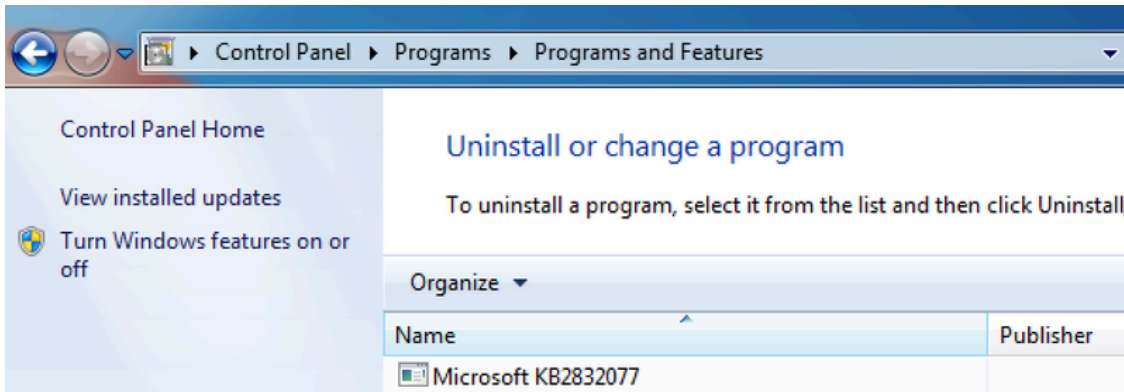 Control Panel ▸ Programs ▸ Programs and Features
Control Panel Home
View installed updates
Turn Windows features on or
off
Uninstall or change a program
To uninstall a program, select it from the list and then click Uninstall,
Organize
Name Publisher
Microsoft KB2832077